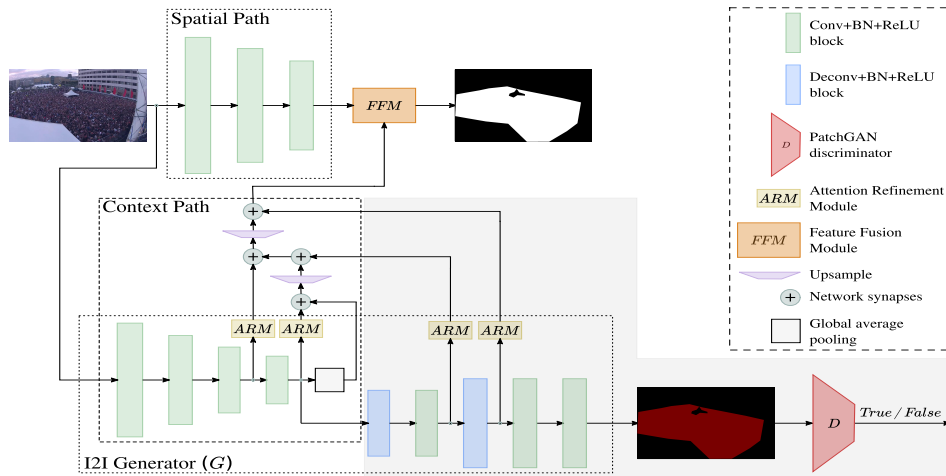 Spatial Path
FFM
Context Path
ARM
ARM
ARM
ARM
I2I Generator (G)
D
True / False
Conv+BN+ReLU
block
Deconv+BN+ReLU
block
D
PatchGAN
discriminator
ARM
Attention Refinement
Module
FFM
Feature Fusion
Module
Upsample
+
Network synapses
Global average
pooling
+
+
+
+